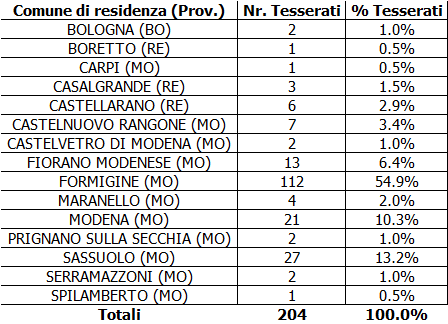 Comune di residenza (Prov.) Nr. Tesserati % Tesserati
BOLOGNA (BO) 2 1.0%
BORETTO (RE) 1 0.5%
CARPI (MO) 1 0.5%
CASALGRANDE (RE) 3 1.5%
CASTELLARANO (RE) 6 2.9%
CASTELNUOVO RANGONE (MO) 7 3.4%
CASTELVETRO DI MODENA (MO) 2 1.0%
FIORANO MODENESE (MO) 13 6.4%
FORMIGINE (MO) 112 54.9%
MARANELLO (MO) 4 2.0%
MODENA (MO) 21 10.3%
PRIGNANO SULLA SECCHIA (MO) 2 1.0%
SASSUOLO (MO) 27 13.2%
SERRAMAZZONI (MO) 2 1.0%
SPILAMBERTO (MO) 1 0.5%
Totali 204 100.0%